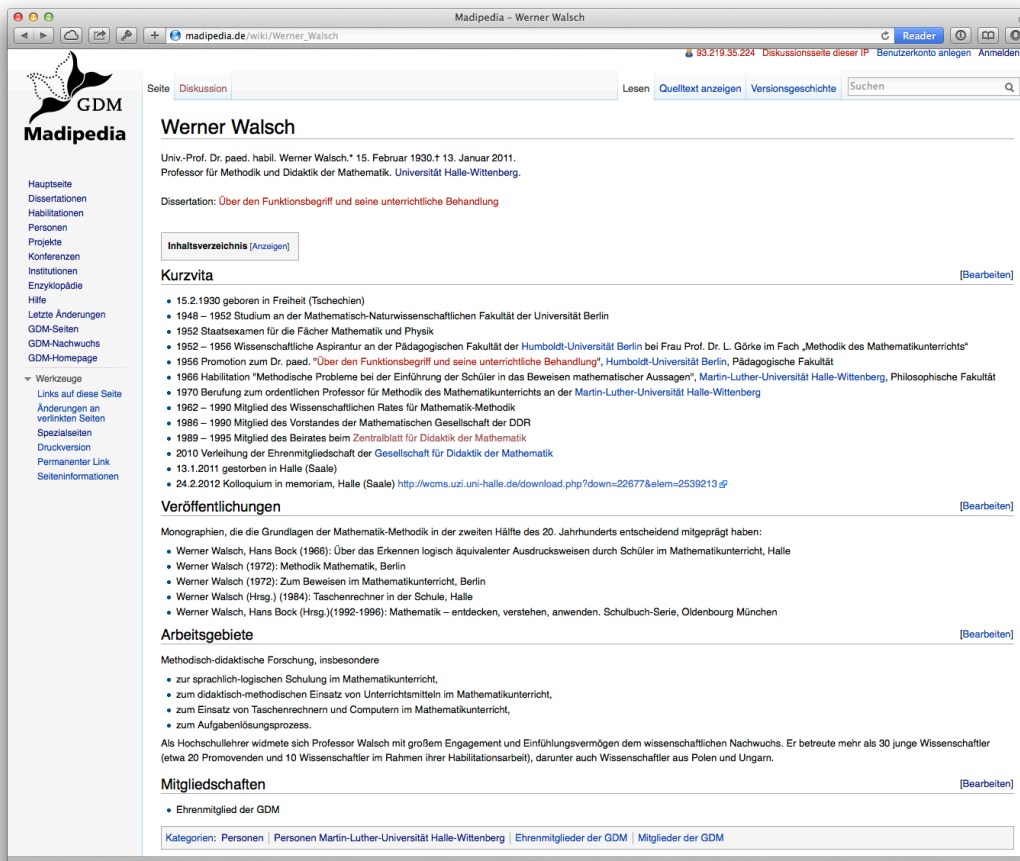 Madipedia – Werner Walsch
madipedia.de/wiki/Werner_Walsch
Reader
93.219.35.224 Diskussionsseite dieser IP Benutzerkonto anlegen Anmelden
GDM
Madipedia
Seite Diskussion Lesen Quelltext anzeigen Versionsgeschichte Suchen
Hauptseite
Dissertationen
Habilitationen
Personen
Projekte
Konferenzen
Institutionen
Enzyklopädie
Hilfe
Letzte Änderungen
GDM-Seiten
GDM-Nachwuchs
GDM-Homepage
Werkzeuge
Links auf diese Seite
Änderungen an
verlinkten Seiten
Spezialseiten
Druckversion
Permanenter Link
Seiteninformationen
Werner Walsch
Univ.-Prof. Dr. paed. habil. Werner Walsch.* 15. Februar 1930.† 13. Januar 2011.
Professor für Methodik und Didaktik der Mathematik. Universität Halle-Wittenberg.
Dissertation: Über den Funktionsbegriff und seine unterrichtliche Behandlung
Inhaltsverzeichnis [Anzeigen]
Kurzvita [Bearbeiten]
15.2.1930 geboren in Freiheit (Tschechien)
1948 – 1952 Studium an der Mathematisch-Naturwissenschaftlichen Fakultät der Universität Berlin
1952 Staatsexamen für die Fächer Mathematik und Physik
1952 – 1956 Wissenschaftliche Aspirantur an der Pädagogischen Fakultät der Humboldt-Universität Berlin bei Frau Prof. Dr. L. Görke im Fach „Methodik des Mathematikunterrichts“
1956 Promotion zum Dr. paed. "Über den Funktionsbegriff und seine unterrichtliche Behandlung", Humboldt-Universität Berlin, Pädagogische Fakultät
1966 Habilitation "Methodische Probleme bei der Einführung der Schüler in das Beweisen mathematischer Aussagen", Martin-Luther-Universität Halle-Wittenberg, Philosophische Fakultät
1970 Berufung zum ordentlichen Professor für Methodik des Mathematikunterrichts an der Martin-Luther-Universität Halle-Wittenberg
1962 – 1990 Mitglied des Wissenschaftlichen Rates für Mathematik-Methodik
1986 – 1990 Mitglied des Vorstandes der Mathematischen Gesellschaft der DDR
1989 – 1995 Mitglied des Beirates beim Zentralblatt für Didaktik der Mathematik
2010 Verleihung der Ehrenmitgliedschaft der Gesellschaft für Didaktik der Mathematik
13.1.2011 gestorben in Halle (Saale)
24.2.2012 Kolloquium in memoriam, Halle (Saale) http://wcms.uzi.uni-halle.de/download.php?down=22677&elem=2539213
Veröffentlichungen [Bearbeiten]
Monographien, die die Grundlagen der Mathematik-Methodik in der zweiten Hälfte des 20. Jahrhunderts entscheidend mitgeprägt haben:
Werner Walsch, Hans Bock (1966): Über das Erkennen logisch äquivalenter Ausdrucksweisen durch Schüler im Mathematikunterricht, Halle
Werner Walsch (1972): Methodik Mathematik, Berlin
Werner Walsch (1972): Zum Beweisen im Mathematikunterricht, Berlin
Werner Walsch (Hrsg.) (1984): Taschenrechner in der Schule, Halle
Werner Walsch, Hans Bock (Hrsg.)(1992-1996): Mathematik – entdecken, verstehen, anwenden. Schulbuch-Serie, Oldenbourg München
Arbeitsgebiete [Bearbeiten]
Methodisch-didaktische Forschung, insbesondere
zur sprachlich-logischen Schulung im Mathematikunterricht,
zum didaktisch-methodischen Einsatz von Unterrichtsmitteln im Mathematikunterricht,
zum Einsatz von Taschenrechnern und Computern im Mathematikunterricht,
zum Aufgabenlösungsprozess.
Als Hochschullehrer widmete sich Professor Walsch mit großem Engagement und Einfühlungsvermögen dem wissenschaftlichen Nachwuchs. Er betreute mehr als 30 junge Wissenschaftler
(etwa 20 Promovenden und 10 Wissenschaftler im Rahmen ihrer Habilitationsarbeit), darunter auch Wissenschaftler aus Polen und Ungarn.
Mitgliedschaften [Bearbeiten]
Ehrenmitglied der GDM
Kategorien: Personen | Personen Martin-Luther-Universität Halle-Wittenberg | Ehrenmitglieder der GDM | Mitglieder der GDM